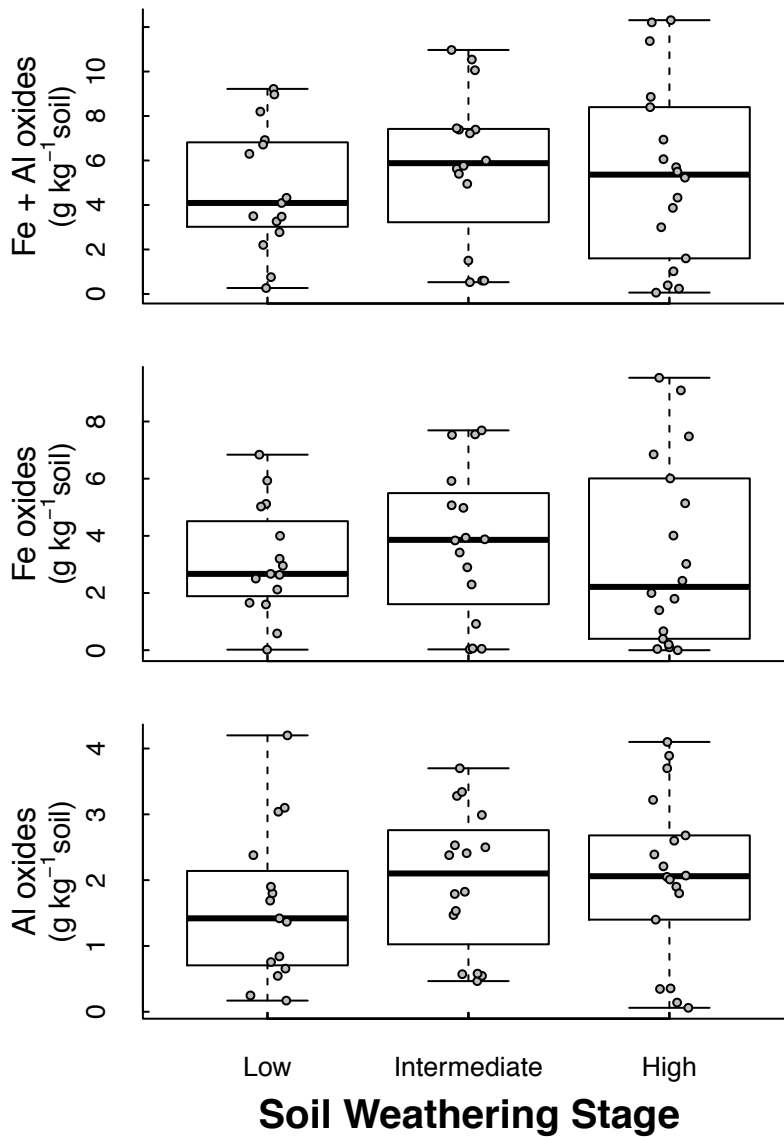 Fe + Al oxides
(g kg⁻¹soil)
0
2
4
6
8
10
Fe oxides
(g kg⁻¹soil)
0
2
4
6
8
Al oxides
(g kg⁻¹soil)
0
1
2
3
4
Low Intermediate High
Soil Weathering Stage